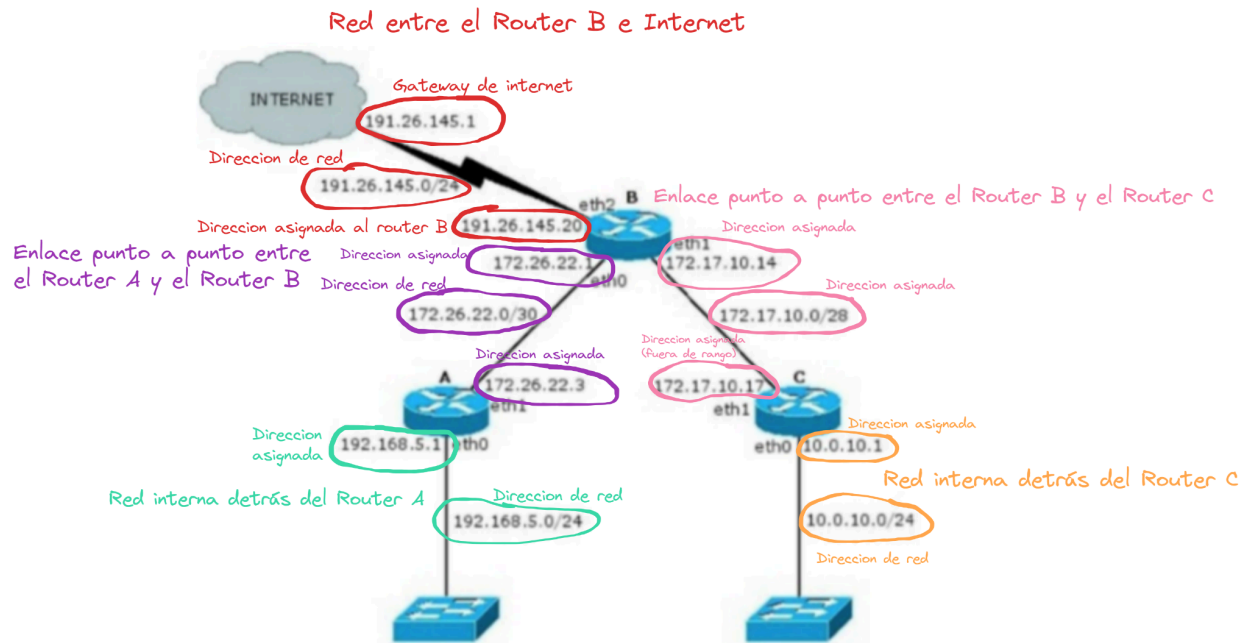 Red entre el Router B e Internet
Gateway de internet
INTERNET
191.26.145.1
Direccion de red
191.26.145.0/24
eth2
B
Enlace punto a punto entre el Router B y el Router C
Direccion asignada al router B
191.26.145.20
Direccion asignada
eth1
Enlace punto a punto entre
el Router A y el Router B
Direccion asignada
172.26.22.1
172.17.10.14
eth0
Direccion de red
Direccion asignada
172.26.22.0/30
172.17.10.0/28
Direccion asignada
Direccion asignada
(fuera de rango)
A
172.26.22.3
172.17.10.17
C
eth1
eth1
Direccion asignada
Direccion
asignada
192.168.5.1
eth0
eth0
10.0.10.1
Red interna detrás del Router A
Direccion de red
Red interna detrás del Router C
192.168.5.0/24
10.0.10.0/24
Direccion de red